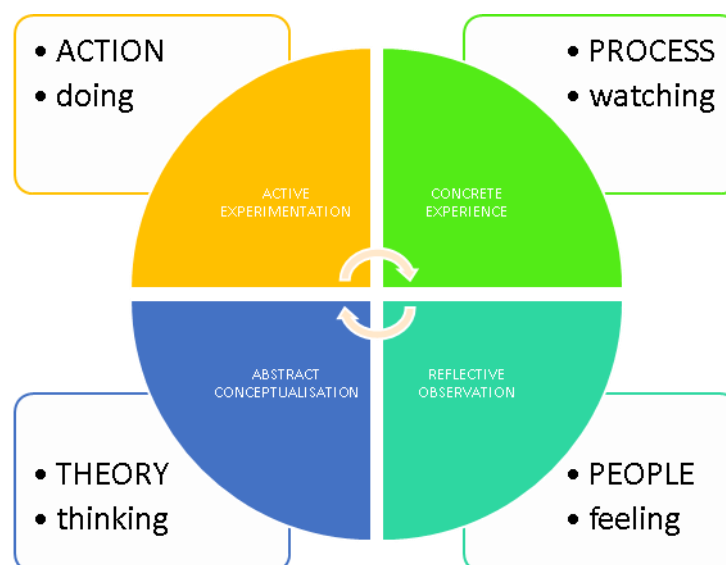 • ACTION
• doing
• PROCESS
• watching
ACTIVE
EXPERIMENTATION
CONCRETE
EXPERIENCE
ABSTRACT
CONCEPTUALISATION
REFLECTIVE
OBSERVATION
• THEORY
• thinking
• PEOPLE
• feeling